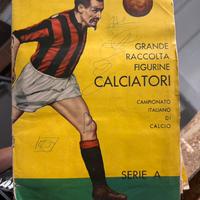 GRANDE
RACCOLTA
FIGURINE
CALCIATORI
CAMPIONATO
ITALIANO
DI
CALCIO
SERIE A